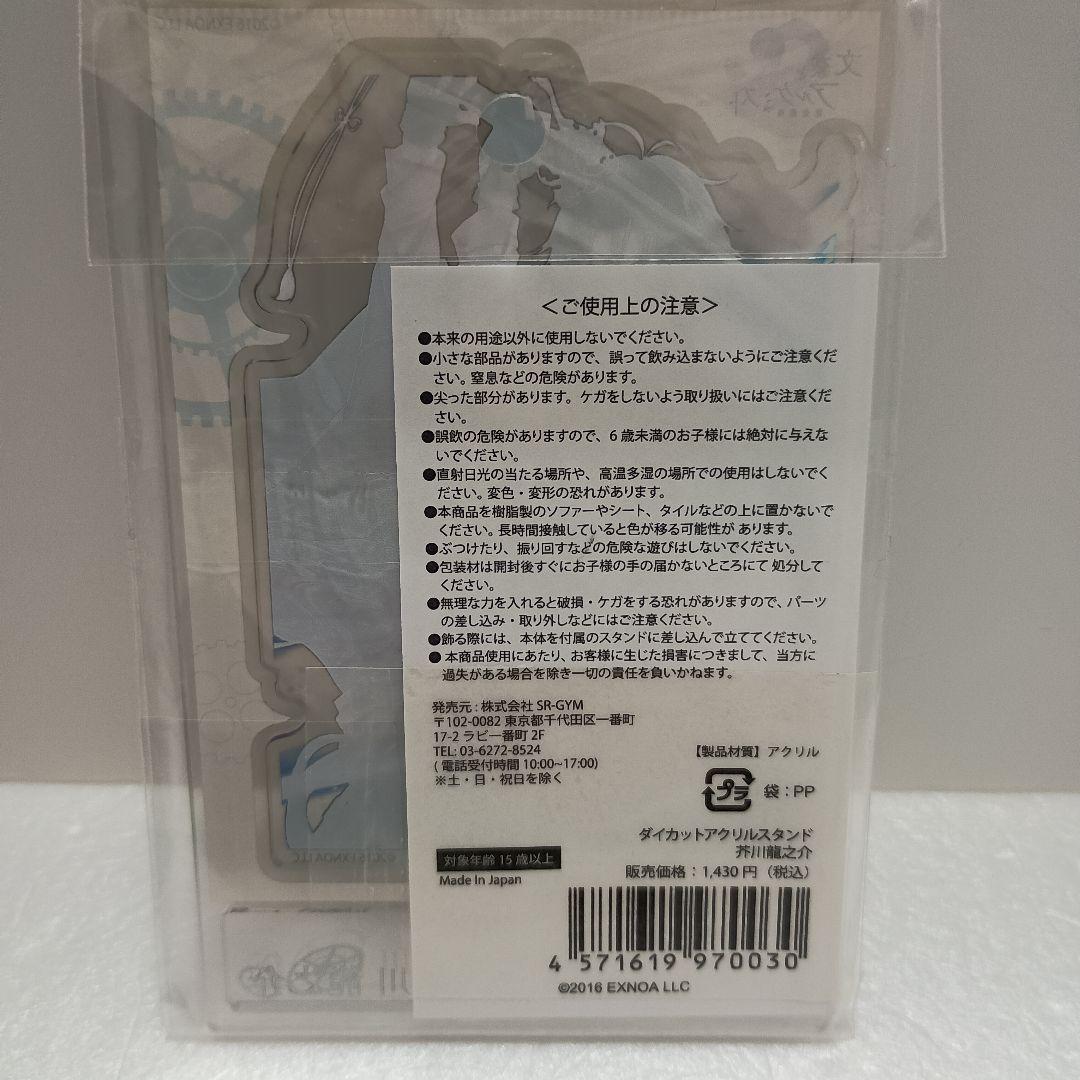 ©2016 EXNOA LLC
文豪とアルケミスト
＜ご使用上の注意＞
●本来の用途以外に使用しないでください。
●小さな部品がありますので、誤って飲み込まないようにご注意くだ
さい。窒息などの危険があります。
●尖った部分があります。ケガをしないよう取り扱いにはご注意くだ
さい。
●誤飲の危険がありますので、6 歳未満のお子様には絶対に与えな
いでください。
●直射日光の当たる場所や、高温多湿の場所での使用はしないでく
ださい。変色・変形の恐れがあります。
●本商品を樹脂製のソファーやシート、タイルなどの上に置かないで
ください。長時間接触していると色が移る可能性が あります。
●ぶつけたり、振り回すなどの危険な遊びはしないでください。
●包装材は開封後すぐにお子様の手の届かないところにて 処分して
ください。
●無理な力を入れると破損・ケガをする恐れがありますので、パーツ
の差し込み・取り外しなどにはご注意ください。
●飾る際には、本体を付属のスタンドに差し込んで立ててください。
● 本商品使用にあたり、お客様に生じた損害につきまして、当方に
過失がある場合を除き一切の責任を負いかねます。
発売元 : 株式会社 SR-GYM
〒102-0082 東京都千代田区一番町
17-2 ラビー番町 2F
TEL: 03-6272-8524
( 電話受付時間 10:00~17:00)
※土・日・祝日を除く
【製品材質】アクリル
プラ 袋 : PP
ダイカットアクリルスタンド
芥川龍之介
販売価格 : 1,430 円（税込）
対象年齢 15 歳以上
Made In Japan
4 571619 970030
©2016 EXNOA LLC
©2016 EXNOA LLC